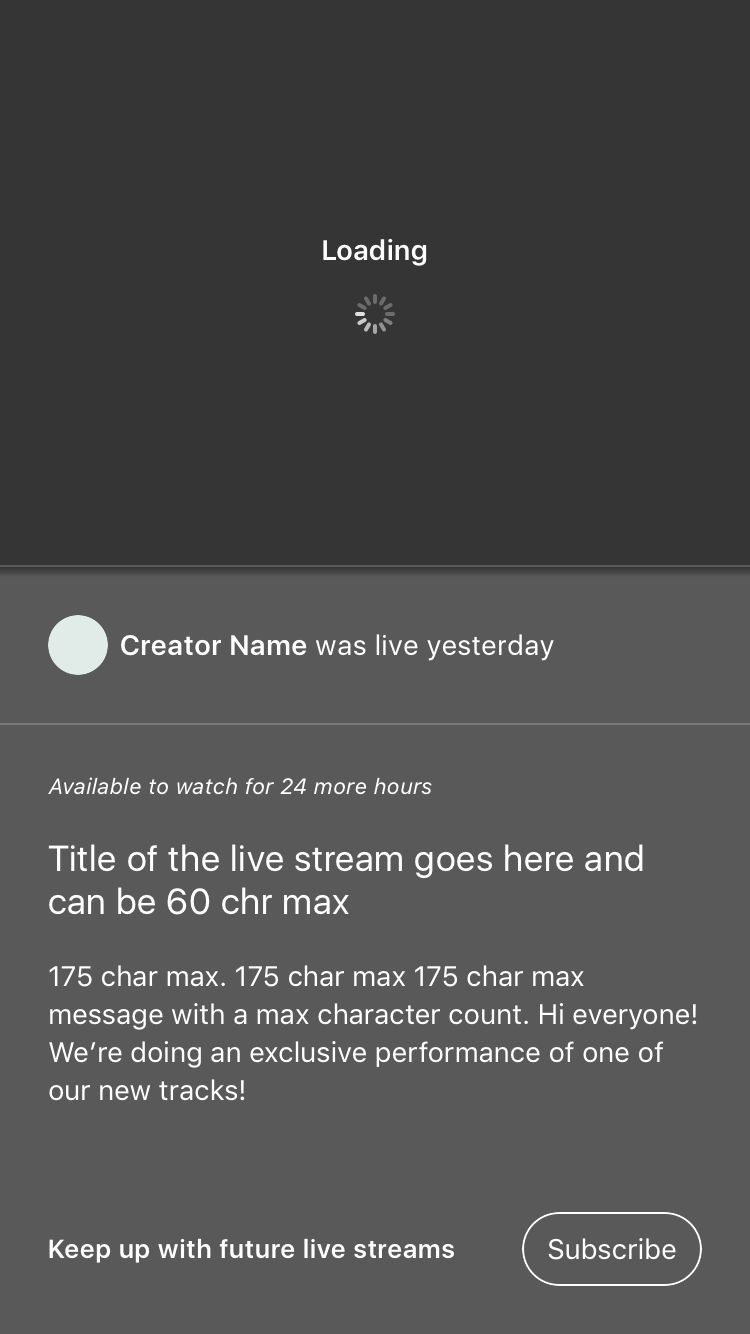 Loading
Creator Name was live yesterday
Available to watch for 24 more hours
Title of the live stream goes here and
can be 60 chr max
175 char max. 175 char max 175 char max
message with a max character count. Hi everyone!
We’re doing an exclusive performance of one of
our new tracks!
Keep up with future live streams
Subscribe